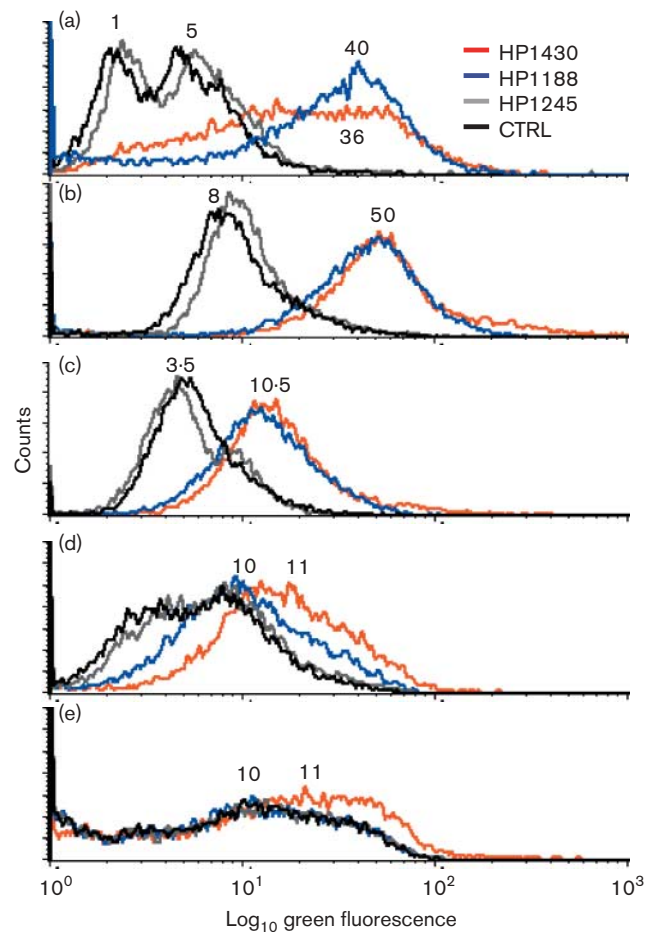 (a)
1
5
40
36
HP1430
HP1188
HP1245
CTRL
(b)
8
50
(c)
3·5
10·5
Counts
(d)
10
11
(e)
10
11
10⁰ 10¹ 10² 10³
Log₁₀ green fluorescence